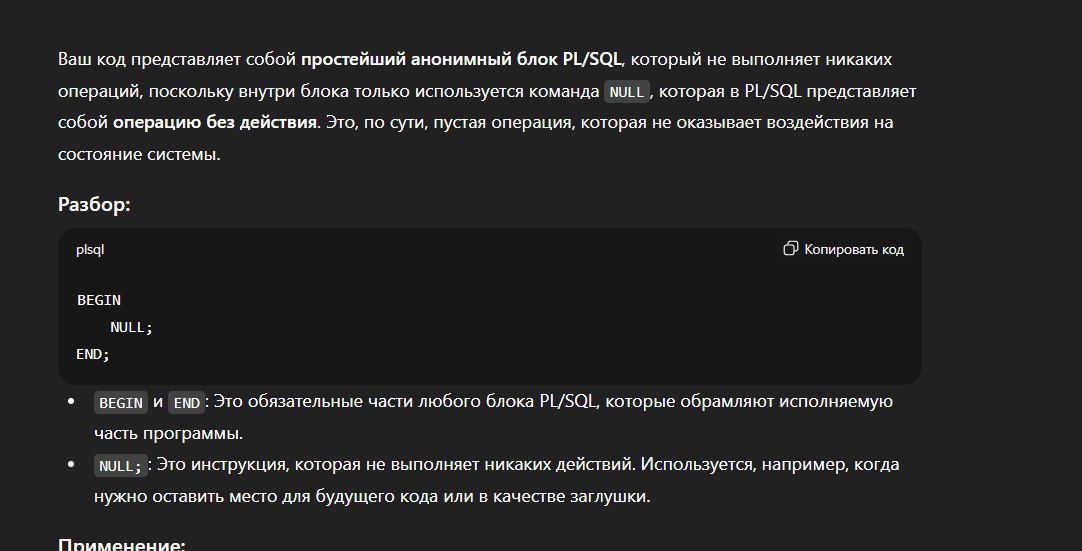 Ваш код представляет собой простейший анонимный блок PL/SQL, который не выполняет никаких
операций, поскольку внутри блока только используется команда NULL, которая в PL/SQL представляет
собой операцию без действия. Это, по сути, пустая операция, которая не оказывает воздействия на
состояние системы.
Разбор:
plsql
Копировать код
BEGIN
    NULL;
END;
• BEGIN и END: Это обязательные части любого блока PL/SQL, которые обрамляют исполняемую
часть программы.
• NULL;: Это инструкция, которая не выполняет никаких действий. Используется, например, когда
нужно оставить место для будущего кода или в качестве заглушки.
Применение: